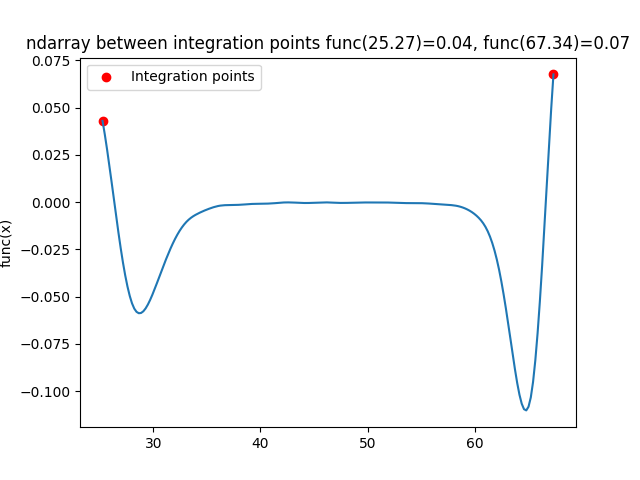 ndarray between integration points func(25.27)=0.04, func(67.34)=0.07
Integration points
func(x)
0.075
0.050
0.025
0.000
−0.025
−0.050
−0.075
−0.100
30 40 50 60